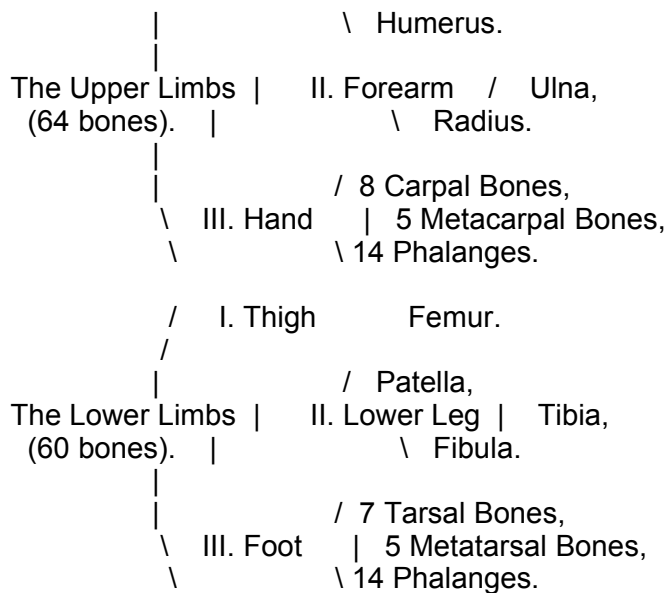 | \ Humerus.
|
The Upper Limbs | II. Forearm / Ulna,
(64 bones). | \ Radius.
|
| / 8 Carpal Bones,
\ III. Hand | 5 Metacarpal Bones,
\ \ 14 Phalanges.
/ I. Thigh Femur.
/
| / Patella,
The Lower Limbs | II. Lower Leg | Tibia,
(60 bones). | \ Fibula.
|
| / 7 Tarsal Bones,
\ III. Foot | 5 Metatarsal Bones,
\ \ 14 Phalanges.